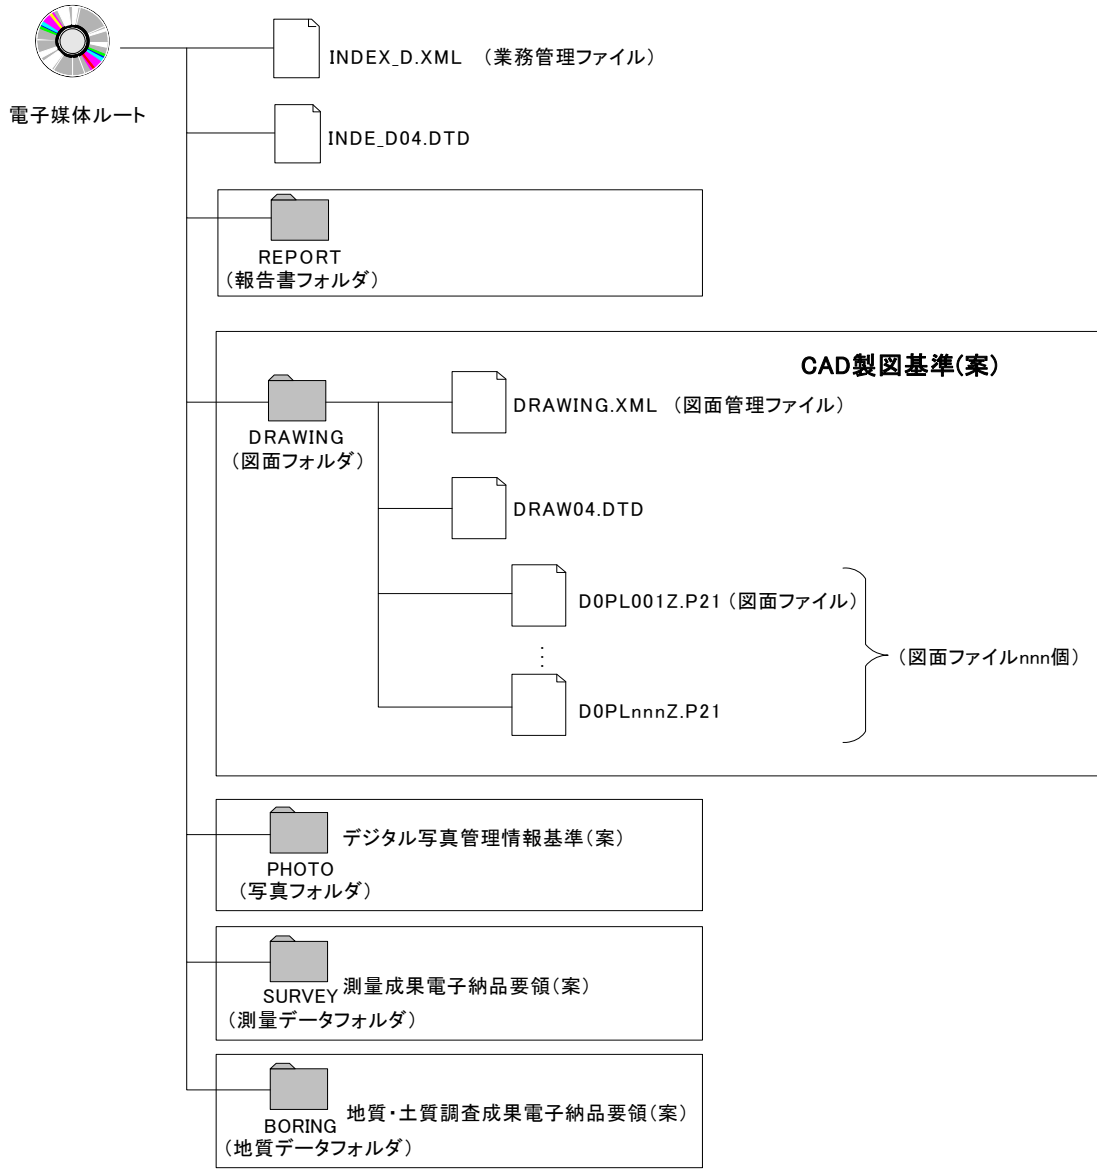 INDEX_D.XML （業務管理ファイル）
電子媒体ルート
INDE_D04.DTD
REPORT
（報告書フォルダ）
CAD製図基準(案)
DRAWING
（図面フォルダ）
DRAWING.XML （図面管理ファイル）
DRAW04.DTD
D0PL001Z.P21（図面ファイル）
⋮
（図面ファイルnnn個）
D0PLnnnZ.P21
デジタル写真管理情報基準（案）
PHOTO
（写真フォルダ）
測量成果電子納品要領（案）
SURVEY
（測量データフォルダ）
地質・土質調査成果電子納品要領（案）
BORING
（地質データフォルダ）